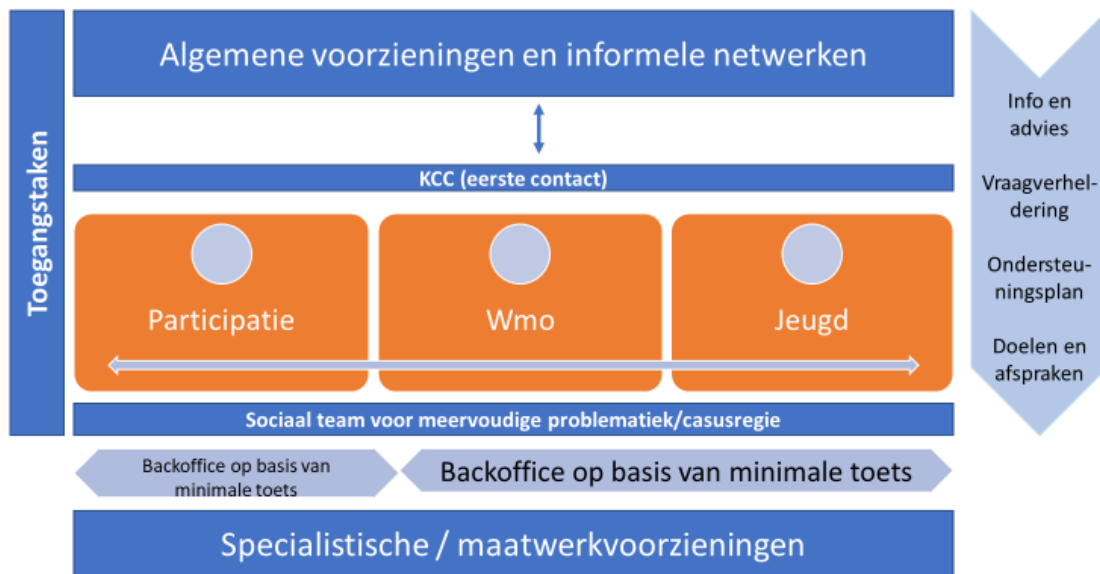 Toegangstaken
Algemene voorzieningen en informele netwerken
KCC (eerste contact)
Participatie
Wmo
Jeugd
Sociaal team voor meervoudige problematiek/casusregie
Backoffice op basis van
minimale toets
Backoffice op basis van minimale toets
Specialistische / maatwerkvoorzieningen
Info en
advies
Vraagverhel-
dering
Ondersteu-
ningsplan
Doelen en
afspraken